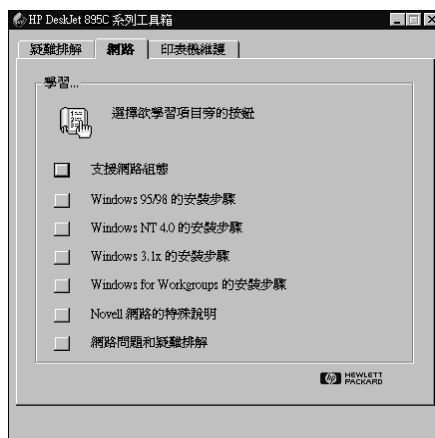 HP DeskJet 895C 系列工具箱
疑難排解 網路 印表機維護
學習...
選擇欲學習項目旁的按鈕
支援網路組態
Windows 95/98 的安裝步驟
Windows NT 4.0 的安裝步驟
Windows 3.1x 的安裝步驟
Windows for Workgroups 的安裝步驟
Novell 網路的特殊說明
網路問題和疑難排解
hp HEWLETT
PACKARD